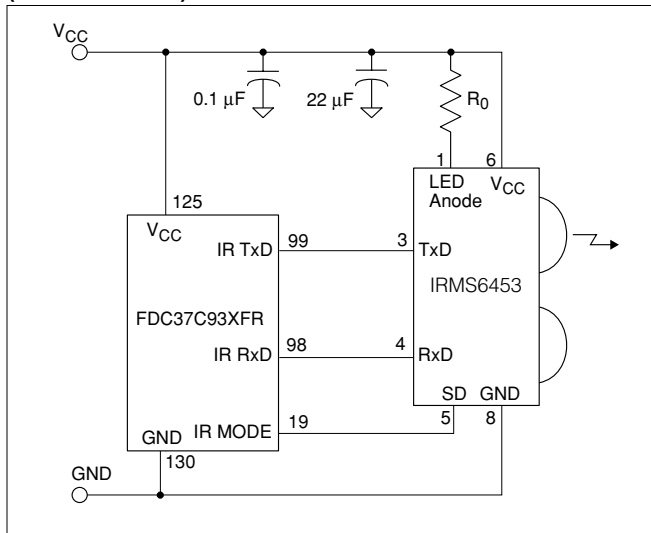 VCC
0.1 μF
22 μF
R0
1
6
LED
Anode
VCC
125
VCC
IR TxD
99
3
TxD
IRMS6453
FDC37C93XFR
IR RxD
98
4
RxD
SD
GND
5
8
IR MODE
19
GND
130
GND